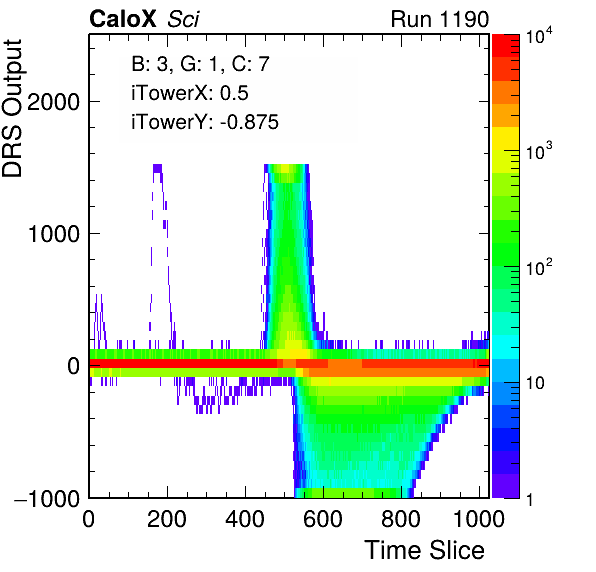 CaloX Sci Run 1190
B: 3, G: 1, C: 7
iTowerX: 0.5
iTowerY: -0.875
DRS Output
2000
1000
0
−1000
0 200 400 600 800 1000
Time Slice
10^4
10^3
10^2
10
1